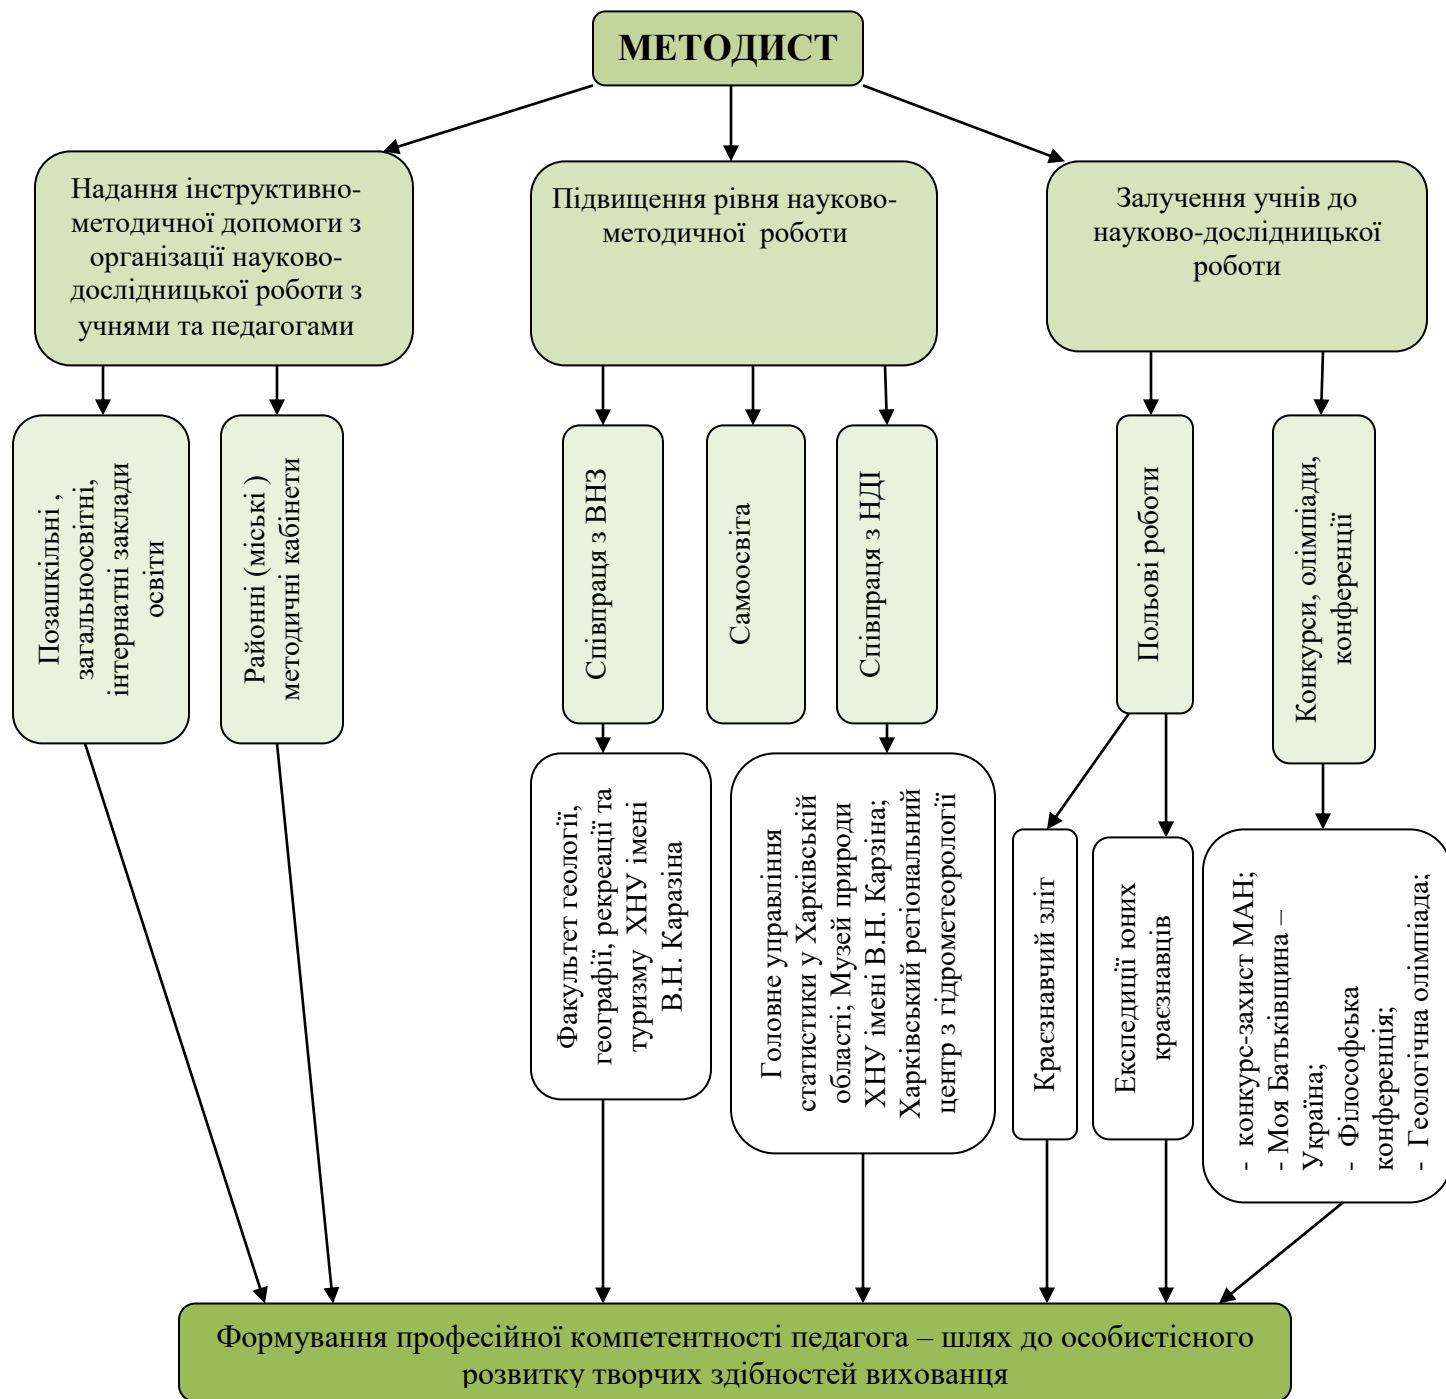 МЕТОДИСТ
Надання інструктивно-
методичної допомоги з
організації науково-
дослідницької роботи з
учнями та педагогами
Підвищення рівня науково-
методичної роботи
Залучення учнів до
науково-дослідницької
роботи
Позашкільні ,
загальноосвітні,
інтернатні заклади
освіти
Районні (міські )
методичні кабінети
Співпраця з ВНЗ
Самоосвіта
Співпраця з НДІ
Польові роботи
Конкурси, олімпіади,
конференції
Факультет геології,
географії, рекреації та
туризму ХНУ імені
В.Н. Каразіна
Головне управління
статистики у Харківській
області; Музей природи
ХНУ імені В.Н. Карзіна;
Харківський регіональний
центр з гідрометеорології
Краєзнавчий зліт
Експедиції юних
краєзнавців
- конкурс-захист МАН;
- Моя Батьківщина –
Україна;
- Філософська
конференція;
- Геологічна олімпіада;
Формування професійної компетентності педагога – шлях до особистісного
розвитку творчих здібностей вихованця